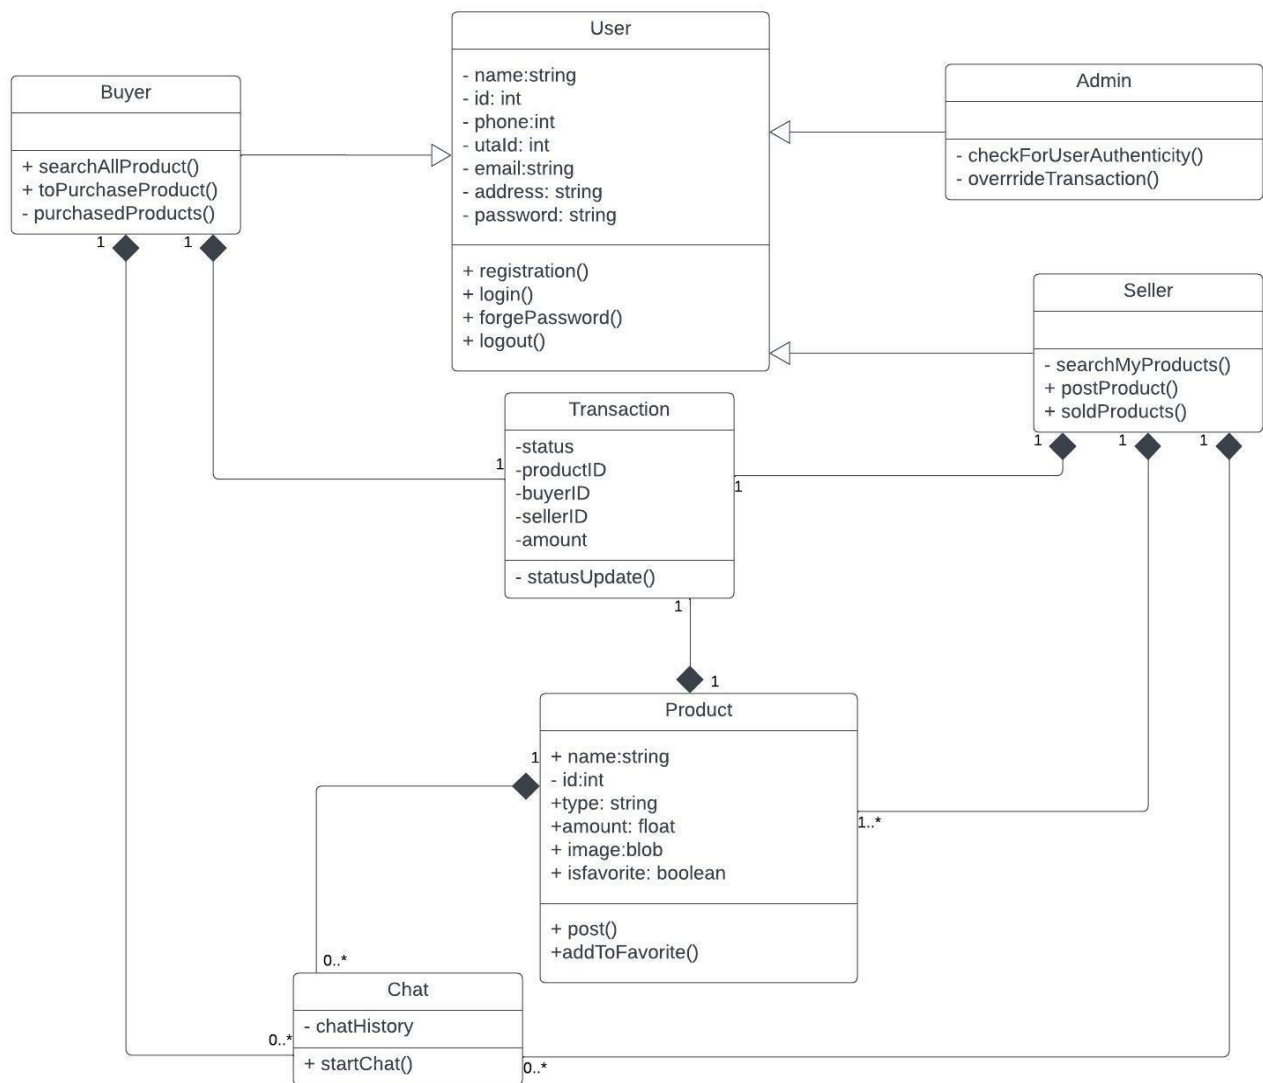 User
- name:string
- id: int
- phone:int
- utaId: int
- email:string
- address: string
- password: string
+ registration()
+ login()
+ forgePassword()
+ logout()
Buyer
+ searchAllProduct()
+ toPurchaseProduct()
- purchasedProducts()
1
1
Admin
- checkForUserAuthenticity()
- overrrideTransaction()
Seller
- searchMyProducts()
+ postProduct()
+ soldProducts()
1
1
1
Transaction
-status
-productID
-buyerID
-sellerID
-amount
- statusUpdate()
1
1
1
1
Product
+ name:string
- id:int
+type: string
+amount: float
+ image:blob
+ isfavorite: boolean
+ post()
+addToFavorite()
1
1..*
0..*
Chat
- chatHistory
+ startChat()
0..*
0..*